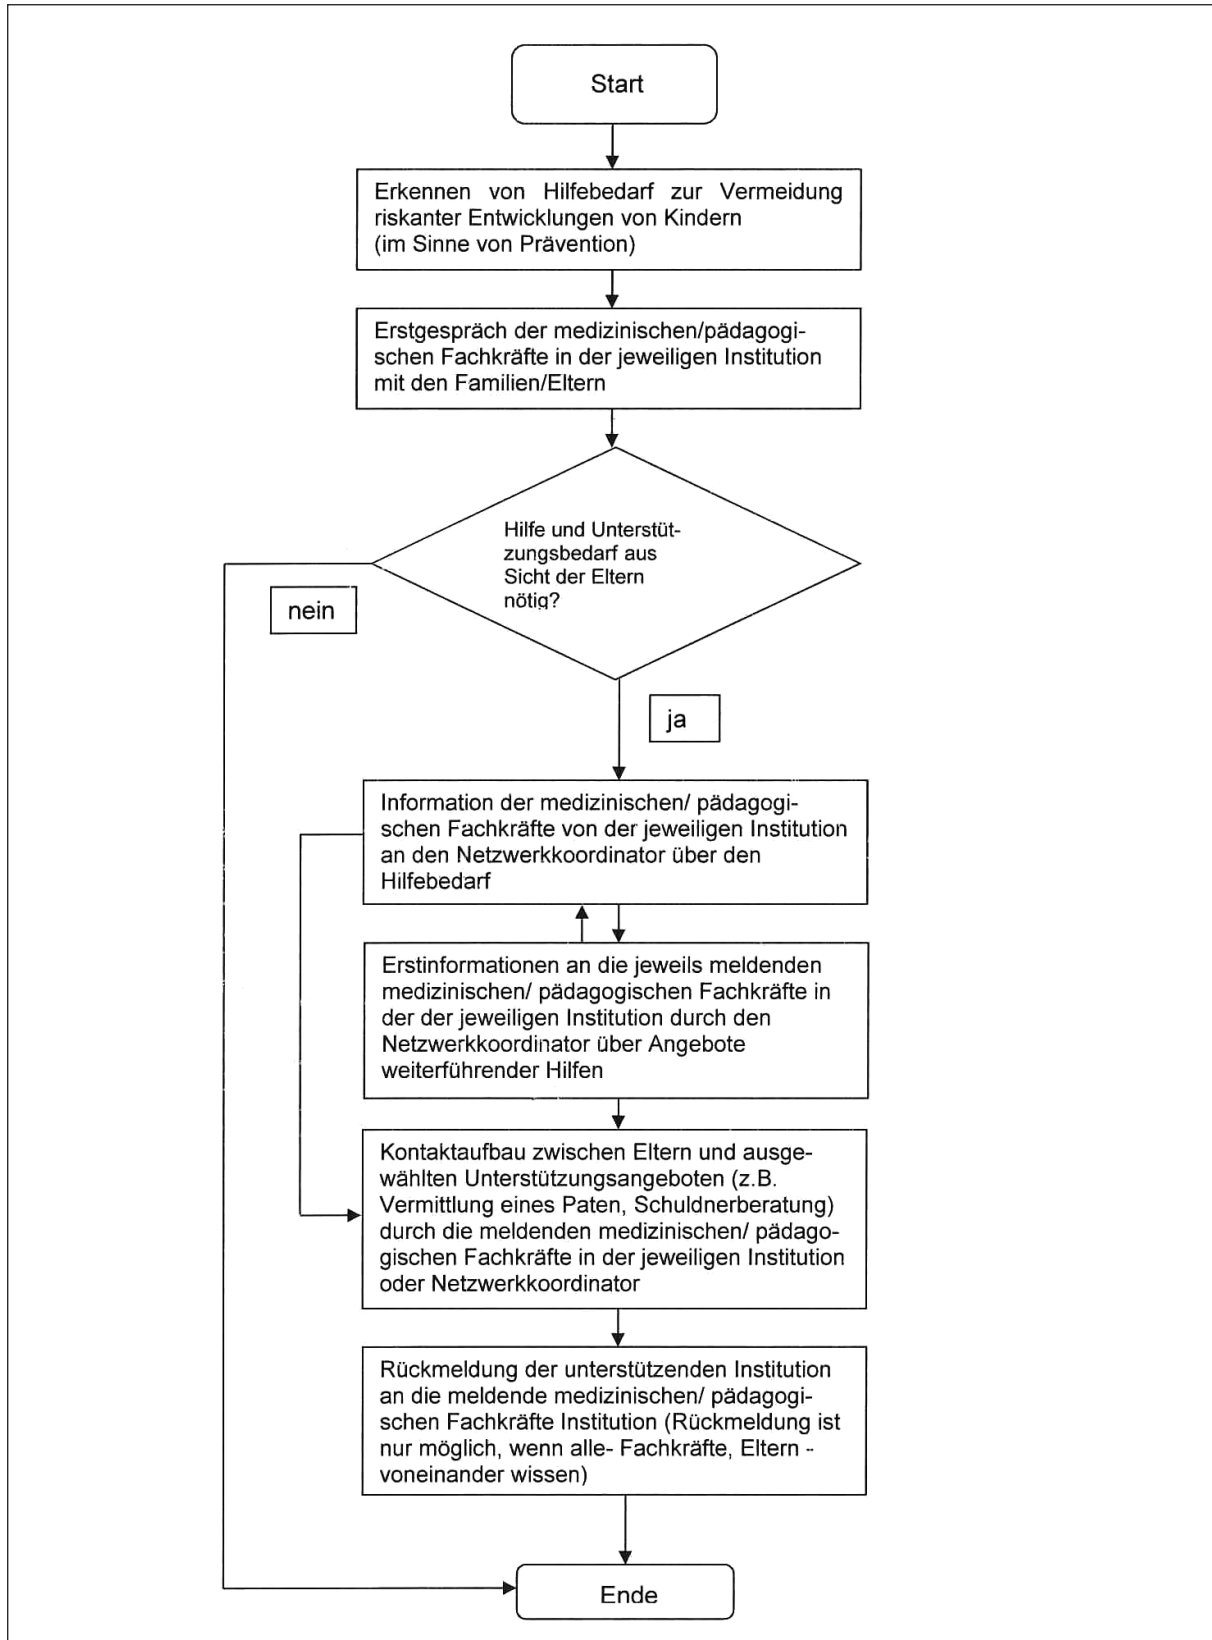 Start
Erkennen von Hilfebedarf zur Vermeidung
riskanter Entwicklungen von Kindern
(im Sinne von Prävention)
Erstgespräch der medizinischen/pädagogi-
schen Fachkräfte in der jeweiligen Institution
mit den Familien/Eltern
Hilfe und Unterstüt-
zungsbedarf aus
Sicht der Eltern
nötig?
nein
ja
Information der medizinischen/ pädagogi-
schen Fachkräfte von der jeweiligen Institution
an den Netzwerkkoordinator über den
Hilfebedarf
Erstinformationen an die jeweils meldenden
medizinischen/ pädagogischen Fachkräfte in
der der jeweiligen Institution durch den
Netzwerkkoordinator über Angebote
weiterführender Hilfen
Kontaktaufbau zwischen Eltern und ausge-
wählten Unterstützungsangeboten (z.B.
Vermittlung eines Paten, Schuldnerberatung)
durch die meldenden medizinischen/ pädago-
gischen Fachkräfte in der jeweiligen Institution
oder Netzwerkkoordinator
Rückmeldung der unterstützenden Institution
an die meldende medizinischen/ pädagogi-
schen Fachkräfte Institution (Rückmeldung ist
nur möglich, wenn alle- Fachkräfte, Eltern -
voneinander wissen)
Ende